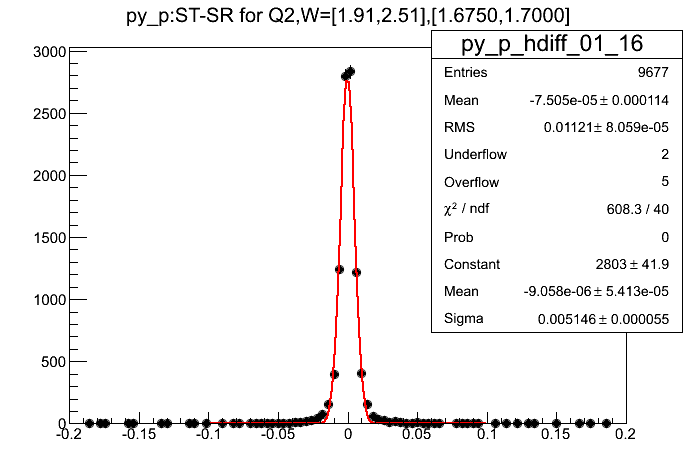 py_p:ST-SR for Q2,W=[1.91,2.51],[1.6750,1.7000]
py_p_hdiff_01_16
Entries 9677
Mean -7.505e-05 ± 0.000114
RMS 0.01121 ± 8.059e-05
Underflow 2
Overflow 5
χ² / ndf 608.3 / 40
Prob 0
Constant 2803 ± 41.9
Mean -9.058e-06 ± 5.413e-05
Sigma 0.005146 ± 0.000055
3000
2500
2000
1500
1000
500
0
-0.2 -0.15 -0.1 -0.05 0 0.05 0.1 0.15 0.2